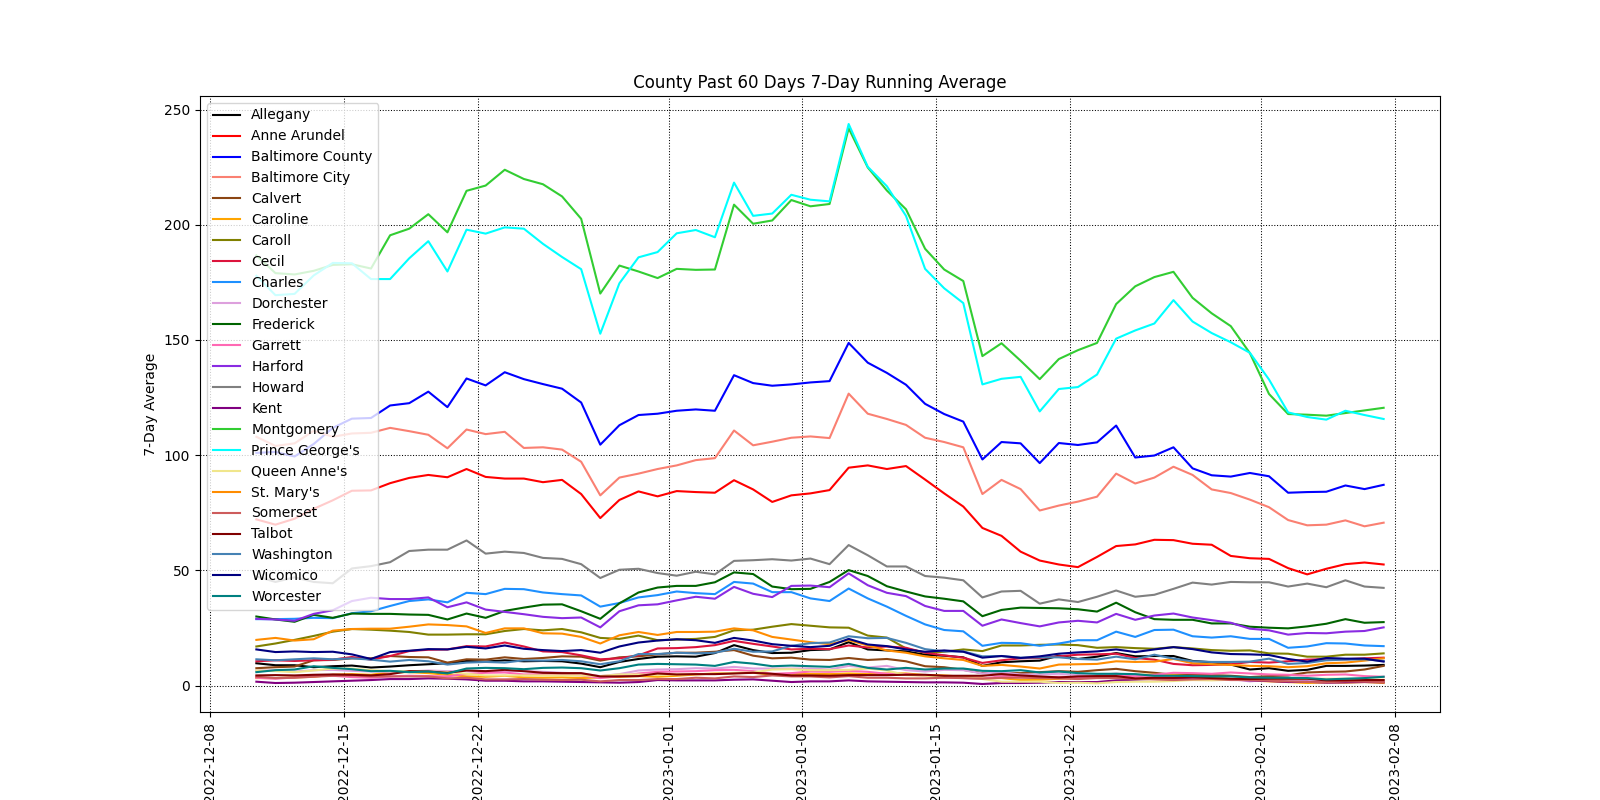 County Past 60 Days 7-Day Running Average
250
200
150
100
50
0
7-Day Average
Allegany
Anne Arundel
Baltimore County
Baltimore City
Calvert
Caroline
Caroll
Cecil
Charles
Dorchester
Frederick
Garrett
Harford
Howard
Kent
Montgomery
Prince George's
Queen Anne's
St. Mary's
Somerset
Talbot
Washington
Wicomico
Worcester
2022-12-08
2022-12-15
2022-12-22
2023-01-01
2023-01-08
2023-01-15
2023-01-22
2023-02-01
2023-02-08